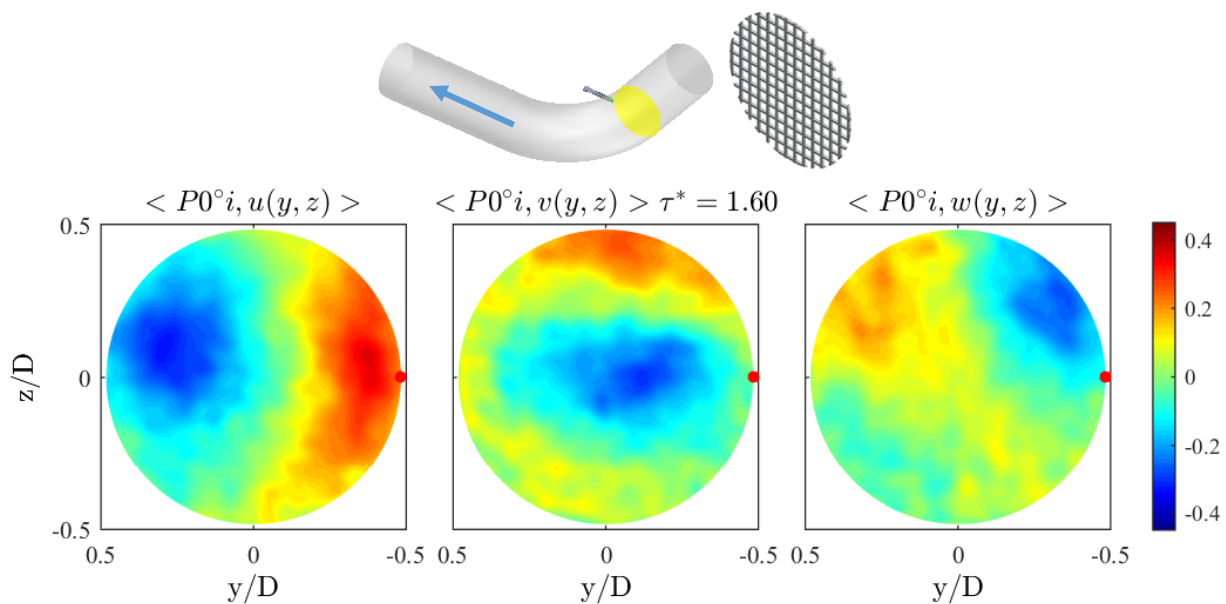 < P0°i, u(y, z) >
< P0°i, v(y, z) > τ* = 1.60
< P0°i, w(y, z) >
0.5
0
-0.5
z/D
0.5 0 -0.5
y/D
0.5 0 -0.5
y/D
0.5 0 -0.5
y/D
0.4
0.2
0
-0.2
-0.4